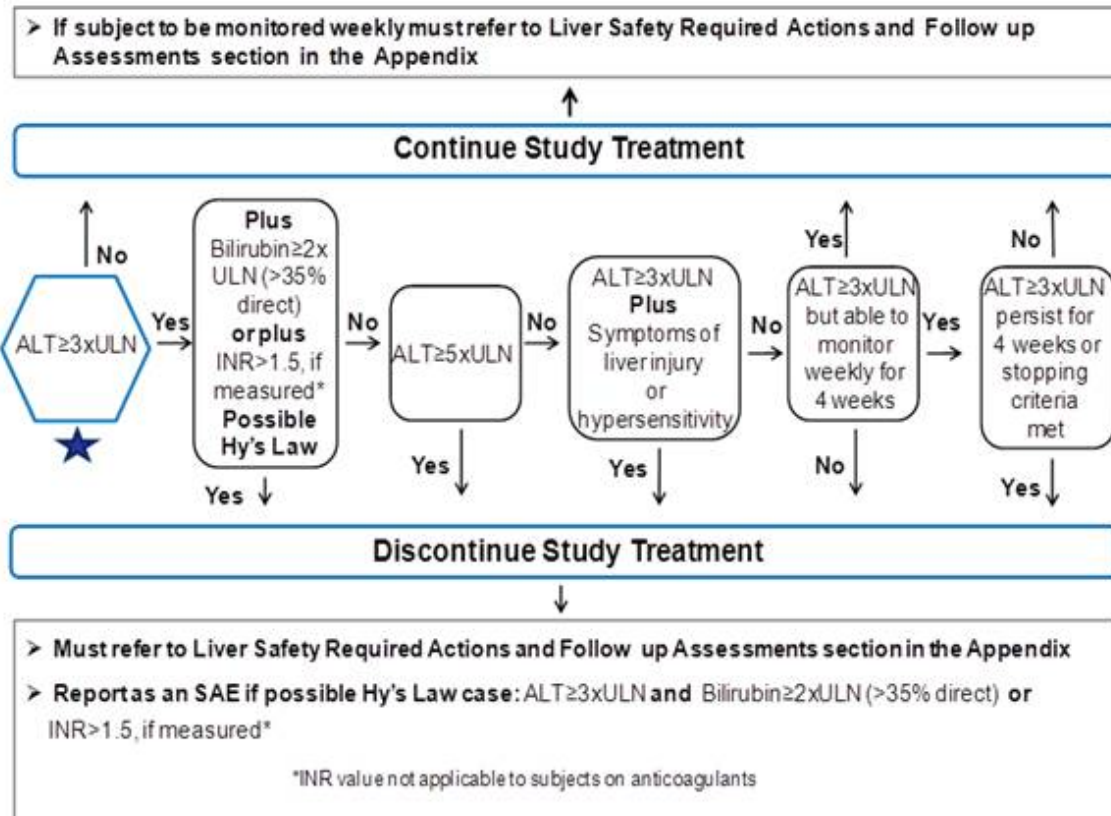 ➢ If subject to be monitored weekly must refer to Liver Safety Required Actions and Follow up
Assessments section in the Appendix
Continue Study Treatment
No
ALT≥3xULN
Yes
Plus
Bilirubin≥2x
ULN (>35%
direct)
or plus
INR>1.5, if
measured*
Possible
Hy's Law
Yes
No
ALT≥5xULN
Yes
No
ALT≥3xULN
Plus
Symptoms of
liver injury
or
hypersensitivity
Yes
No
Yes
ALT≥3xULN
but able to
monitor
weekly for
4 weeks
No
Yes
No
ALT≥3xULN
persist for
4 weeks or
stopping
criteria
met
Yes
Discontinue Study Treatment
➢ Must refer to Liver Safety Required Actions and Follow up Assessments section in the Appendix
➢ Report as an SAE if possible Hy's Law case: ALT≥3xULN and Bilirubin≥2xULN (>35% direct) or
INR>1.5, if measured*
*INR value not applicable to subjects on anticoagulants